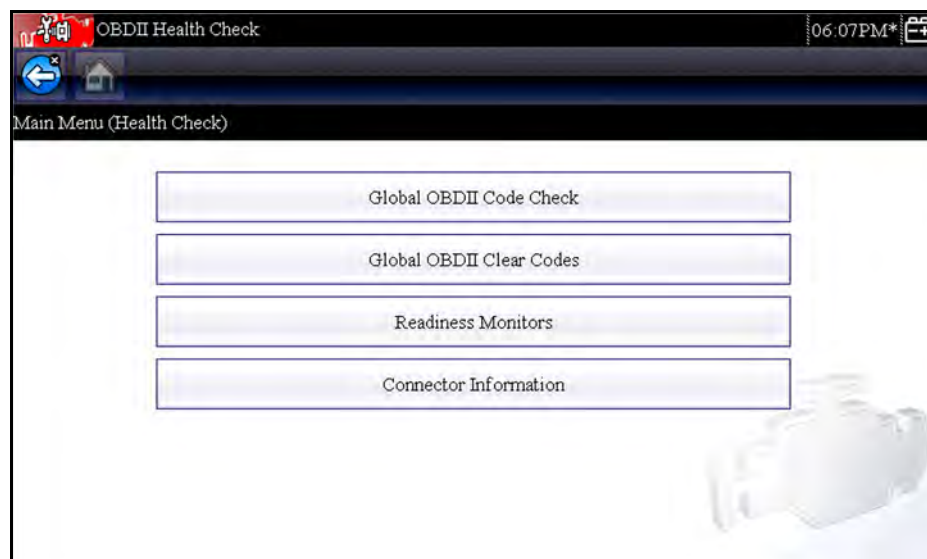 OBDII Health Check
06:07PM*
Main Menu (Health Check)
Global OBDII Code Check
Global OBDII Clear Codes
Readiness Monitors
Connector Information